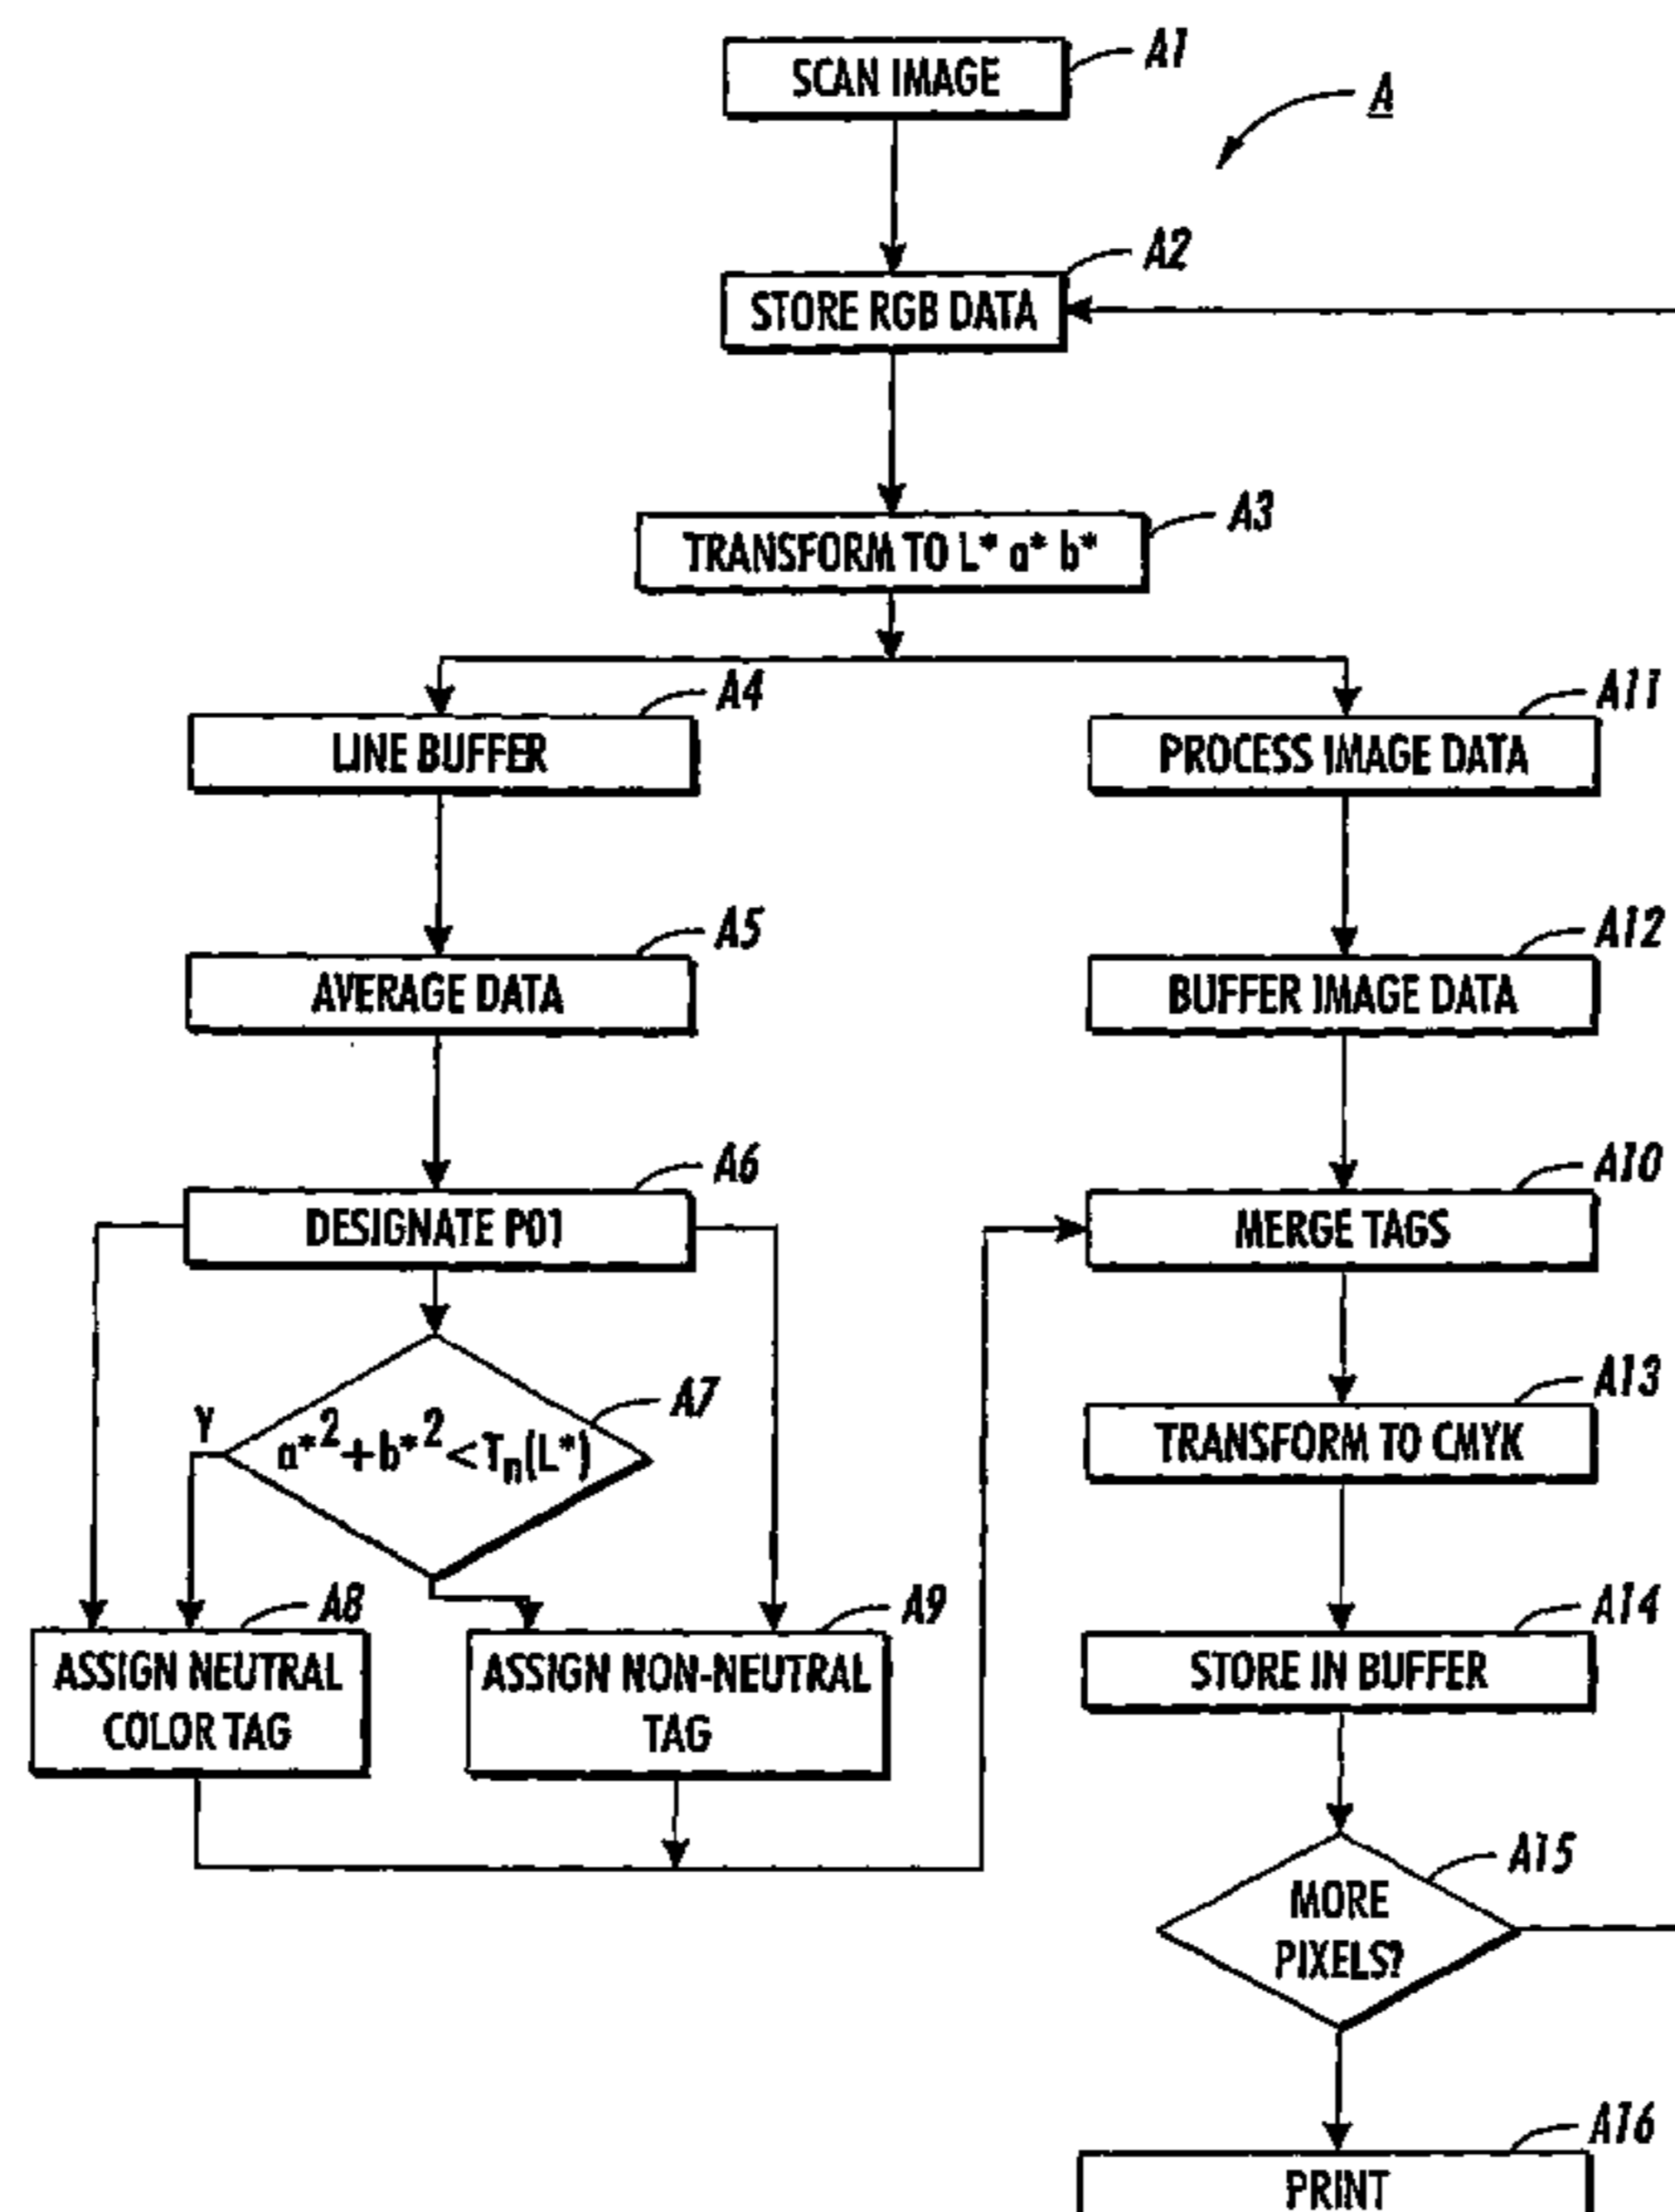 SCAN IMAGE
A1
A
STORE RGB DATA
A2
TRANSFORM TO L* a* b*
A3
LINE BUFFER
A4
PROCESS IMAGE DATA
A11
AVERAGE DATA
A5
BUFFER IMAGE DATA
A12
DESIGNATE P01
A6
MERGE TAGS
A10
Y
a*²+b*²<Tₙ(L*)
A7
TRANSFORM TO CMYK
A13
ASSIGN NEUTRAL
COLOR TAG
A8
ASSIGN NON-NEUTRAL
TAG
A9
STORE IN BUFFER
A14
MORE
PIXELS?
A15
PRINT
A16